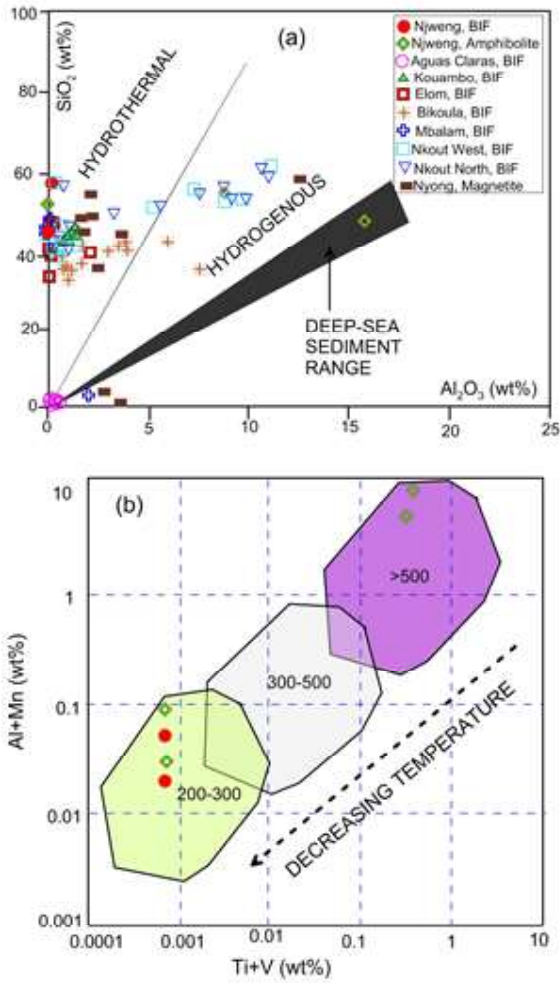 (a)
SiO₂ (wt%)
80
60
40
20
0
0
5
10
15
20
25
Al₂O₃ (wt%)
HYDROTHERMAL
HYDROGENOUS
DEEP-SEA
SEDIMENT
RANGE
Njweng, BIF
Njweng, Amphibolite
Aguas Claras, BIF
Kouambo, BIF
Elom, BIF
Bikoula, BIF
Mbalam, BIF
Nkout West, BIF
Nkout North, BIF
Nyong, Magnetite
(b)
Al+Mn (wt%)
10
1
0.1
0.01
0.001
0.0001
0.001
0.01
0.1
1
10
Ti+V (wt%)
>500
300-500
200-300
DECREASING TEMPERATURE